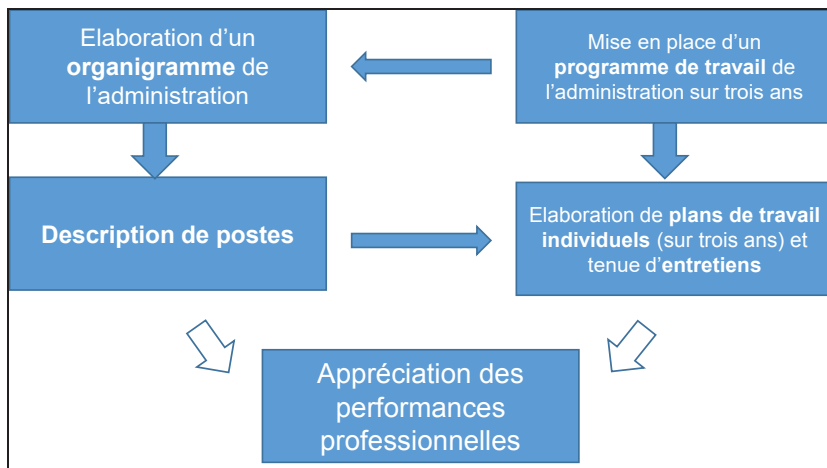 Elaboration d’un
organigramme de
l’administration
Mise en place d’un
programme de travail de
l’administration sur trois ans
Description de postes
Elaboration de plans de travail
individuels (sur trois ans) et
tenue d’entretiens
Appréciation des
performances
professionnelles